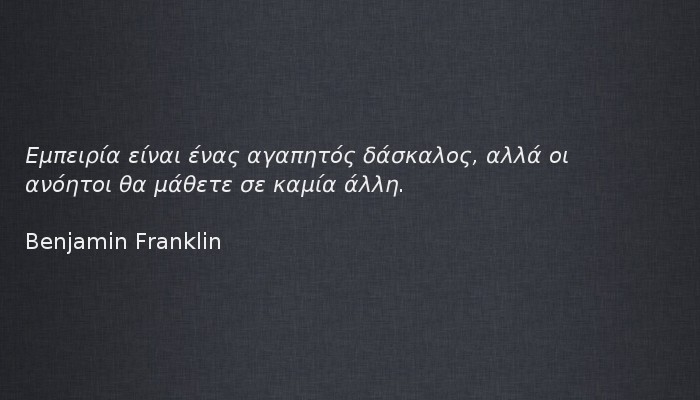 Εμπειρία είναι ένας αγαπητός δάσκαλος, αλλά οι
ανόητοι θα μάθετε σε καμία άλλη.
Benjamin Franklin